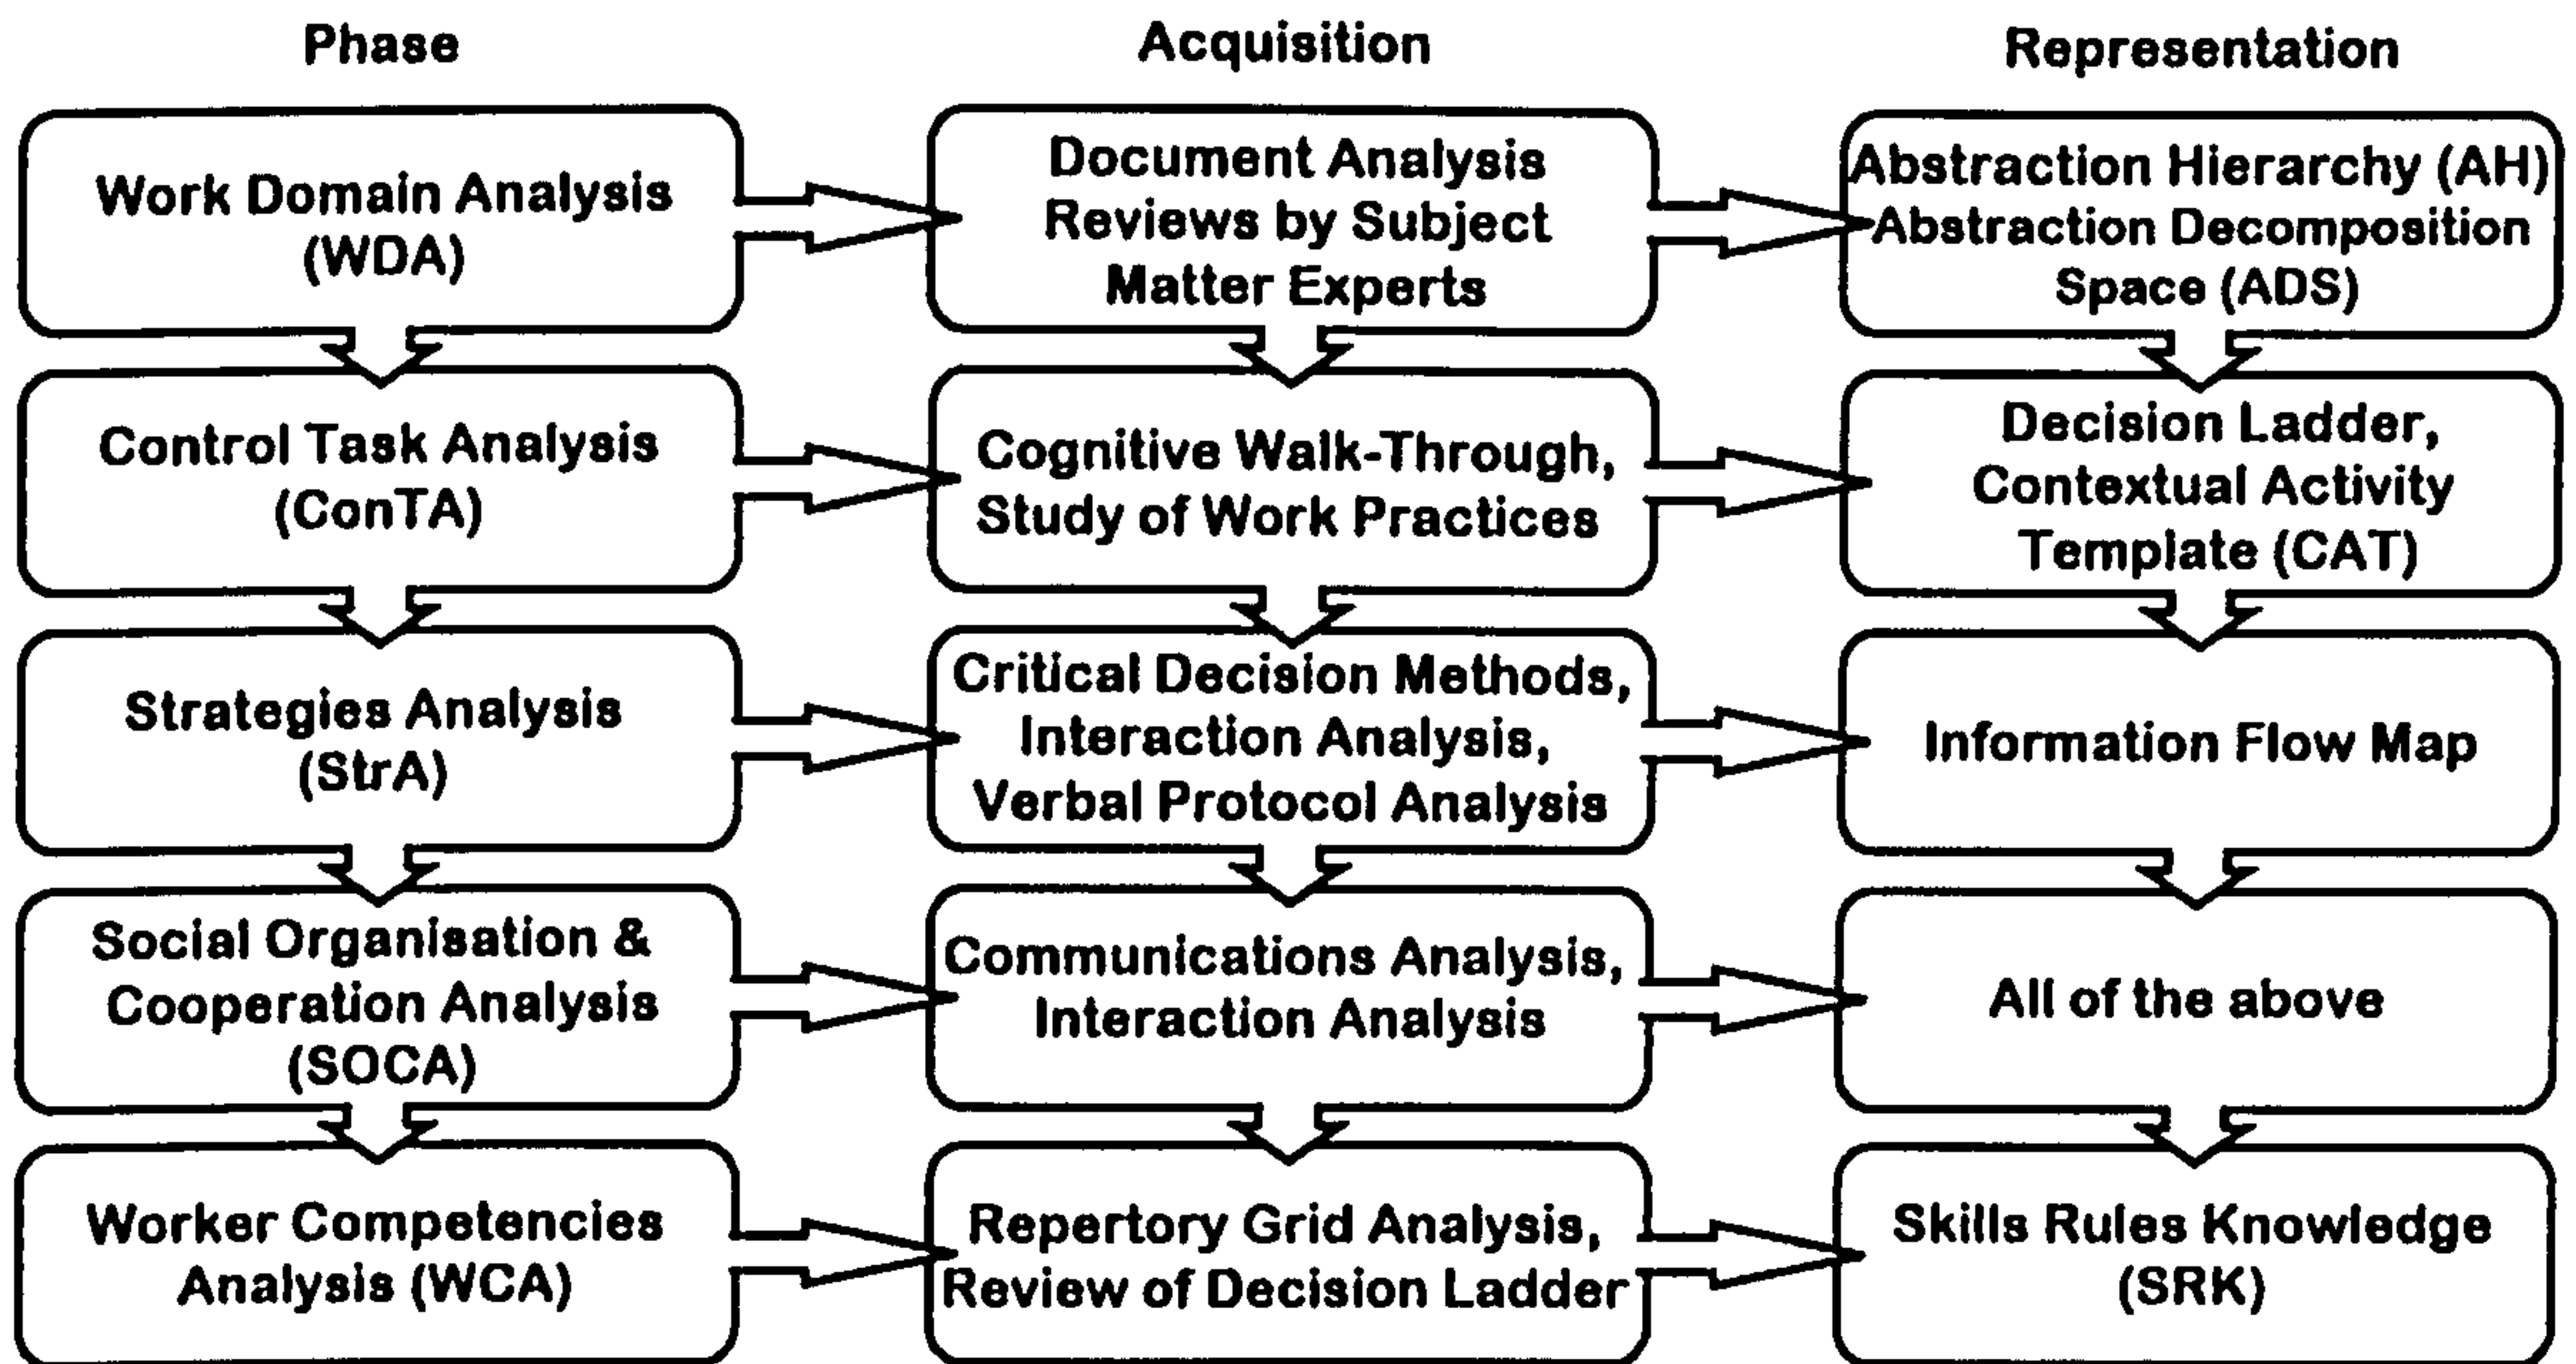 Phase
Acquisition
Representation
Work Domain Analysis
(WDA)
Document Analysis
Reviews by Subject
Matter Experts
Abstraction Hierarchy (AH)
Abstraction Decomposition
Space (ADS)
Control Task Analysis
(ConTA)
Cognitive Walk-Through,
Study of Work Practices
Decision Ladder,
Contextual Activity
Template (CAT)
Strategies Analysis
(StrA)
Critical Decision Methods,
Interaction Analysis,
Verbal Protocol Analysis
Information Flow Map
Social Organisation &
Cooperation Analysis
(SOCA)
Communications Analysis,
Interaction Analysis
All of the above
Worker Competencies
Analysis (WCA)
Repertory Grid Analysis,
Review of Decision Ladder
Skills Rules Knowledge
(SRK)